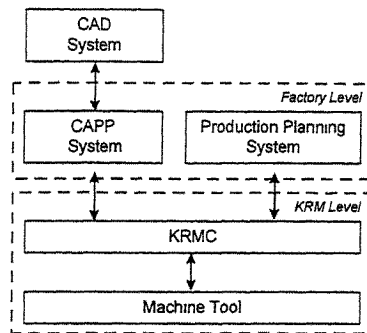 CAD
System
Factory Level
CAPP
System
Production Planning
System
KRM Level
KRMC
Machine Tool